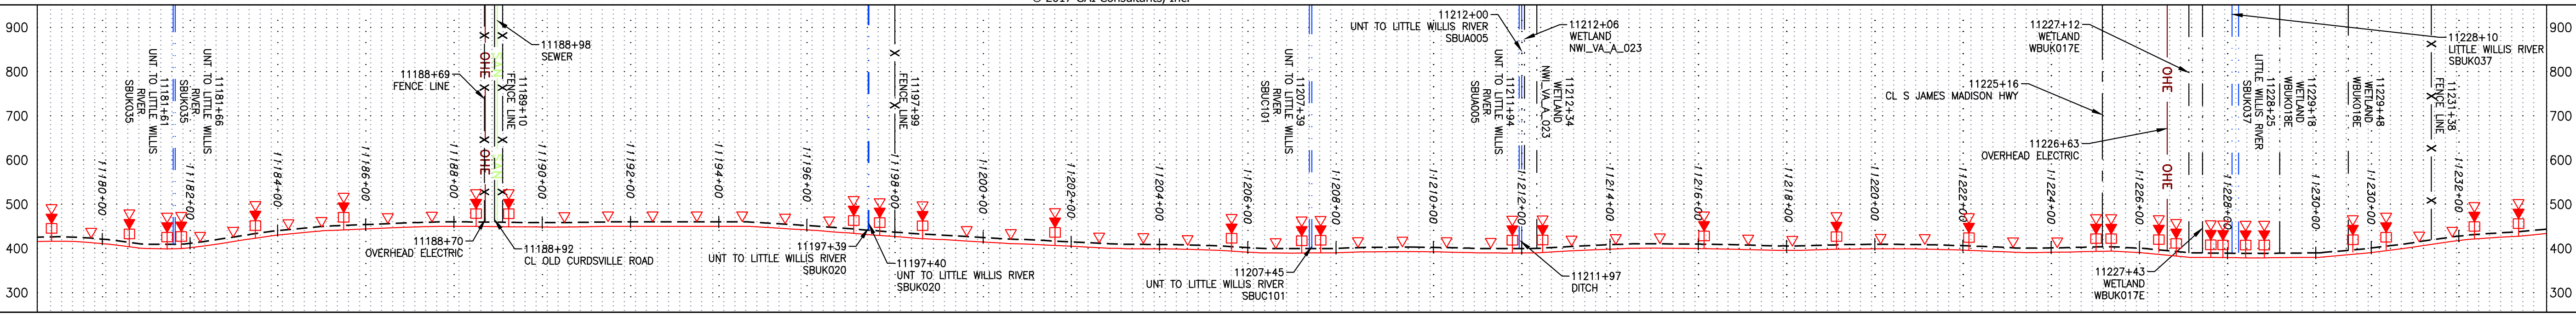 © 2017 GAI Consultants, Inc.
900
800
700
600
500
400
300
UNT TO LITTLE WILLIS
RIVER
SBUK035
11181+61
UNT TO LITTLE WILLIS
RIVER
SBUK035
11181+66
11188+69
FENCE LINE
11188+98
SEWER
OHE
OHE
11189+10
FENCE LINE
11188+70
OVERHEAD ELECTRIC
11188+92
CL OLD CURDSVILLE ROAD
11197+99
FENCE LINE
11197+39
UNT TO LITTLE WILLIS RIVER
SBUK020
11197+40
UNT TO LITTLE WILLIS RIVER
SBUK020
11207+39
UNT TO LITTLE WILLIS
RIVER
SBUC101
11207+45
UNT TO LITTLE WILLIS RIVER
SBUC101
11212+00
UNT TO LITTLE WILLIS RIVER
SBUA005
11212+06
WETLAND
NWI_VA_A_023
11211+94
UNT TO LITTLE WILLIS
RIVER
SBUA005
11212+34
WETLAND
NWI_VA_A_023
11211+97
DITCH
11225+16
CL S JAMES MADISON HWY
11226+63
OVERHEAD ELECTRIC
OHE
OHE
11227+12
WETLAND
WBUK017E
11227+43
WETLAND
WBUK017E
11228+10
LITTLE WILLIS RIVER
SBUK037
11228+25
LITTLE WILLIS RIVER
SBUK037
11229+18
WETLAND
WBUK018E
11229+48
WETLAND
WBUK018E
11231+38
FENCE LINE
11180+00
11182+00
11184+00
11186+00
11188+00
11190+00
11192+00
11194+00
11196+00
11198+00
11200+00
11202+00
11204+00
11206+00
11208+00
11210+00
11212+00
11214+00
11216+00
11218+00
11220+00
11222+00
11224+00
11226+00
11228+00
11230+00
11232+00
900
800
700
600
500
400
300